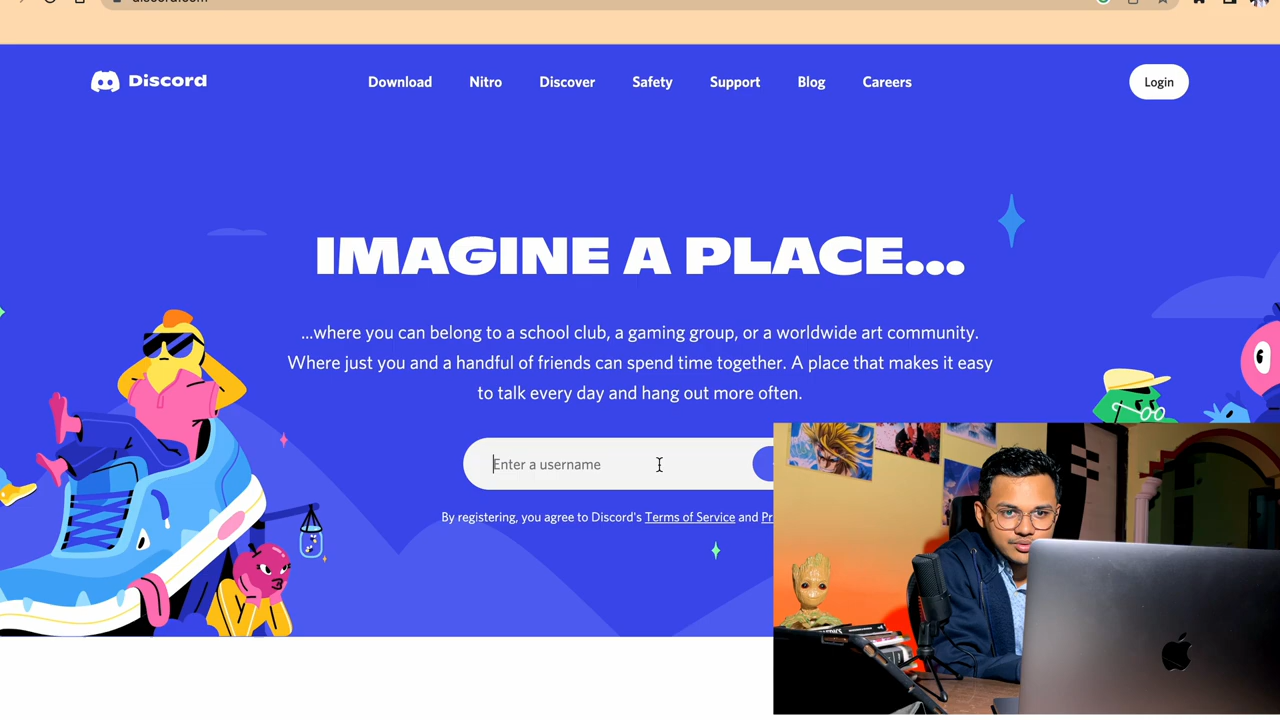 Discord
Download
Nitro
Discover
Safety
Support
Blog
Careers
Login
IMAGINE A PLACE...
...where you can belong to a school club, a gaming group, or a worldwide art community.
Where just you and a handful of friends can spend time together. A place that makes it easy
to talk every day and hang out more often.
Enter a username
By registering, you agree to Discord's Terms of Service and